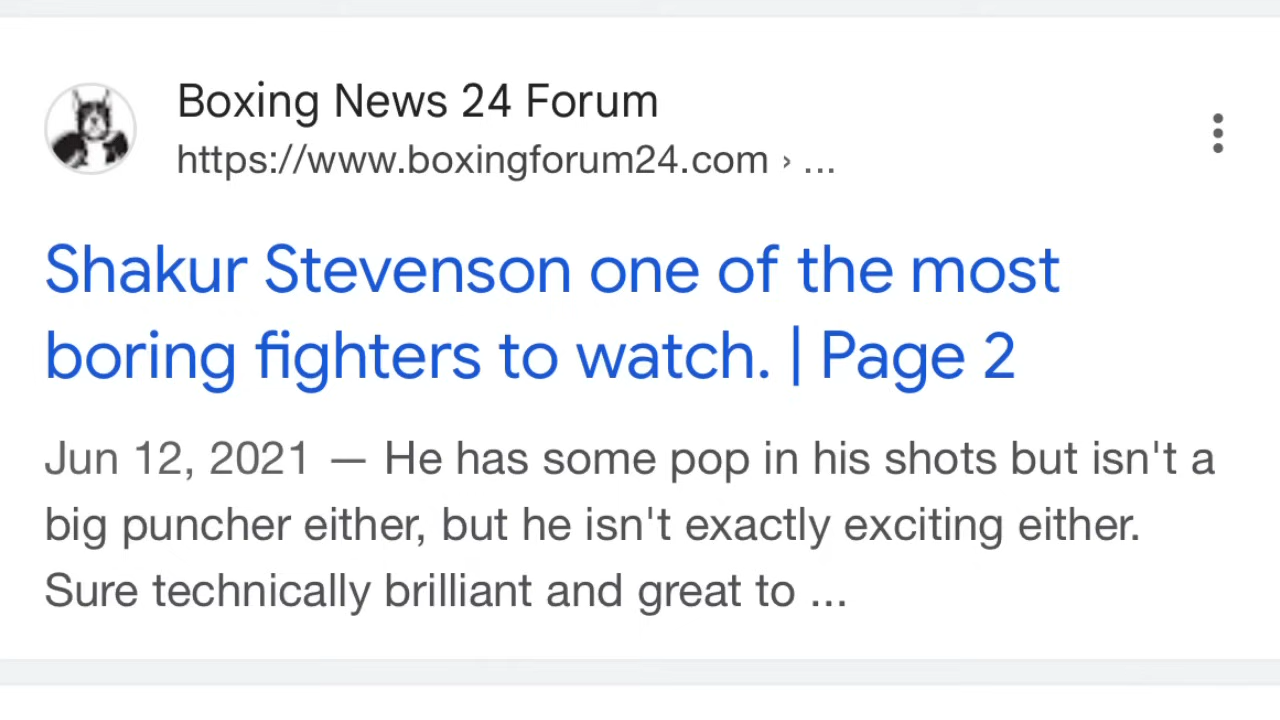 Boxing News 24 Forum
https://www.boxingforum24.com › ...
Shakur Stevenson one of the most
boring fighters to watch. | Page 2
Jun 12, 2021 — He has some pop in his shots but isn't a
big puncher either, but he isn't exactly exciting either.
Sure technically brilliant and great to ...